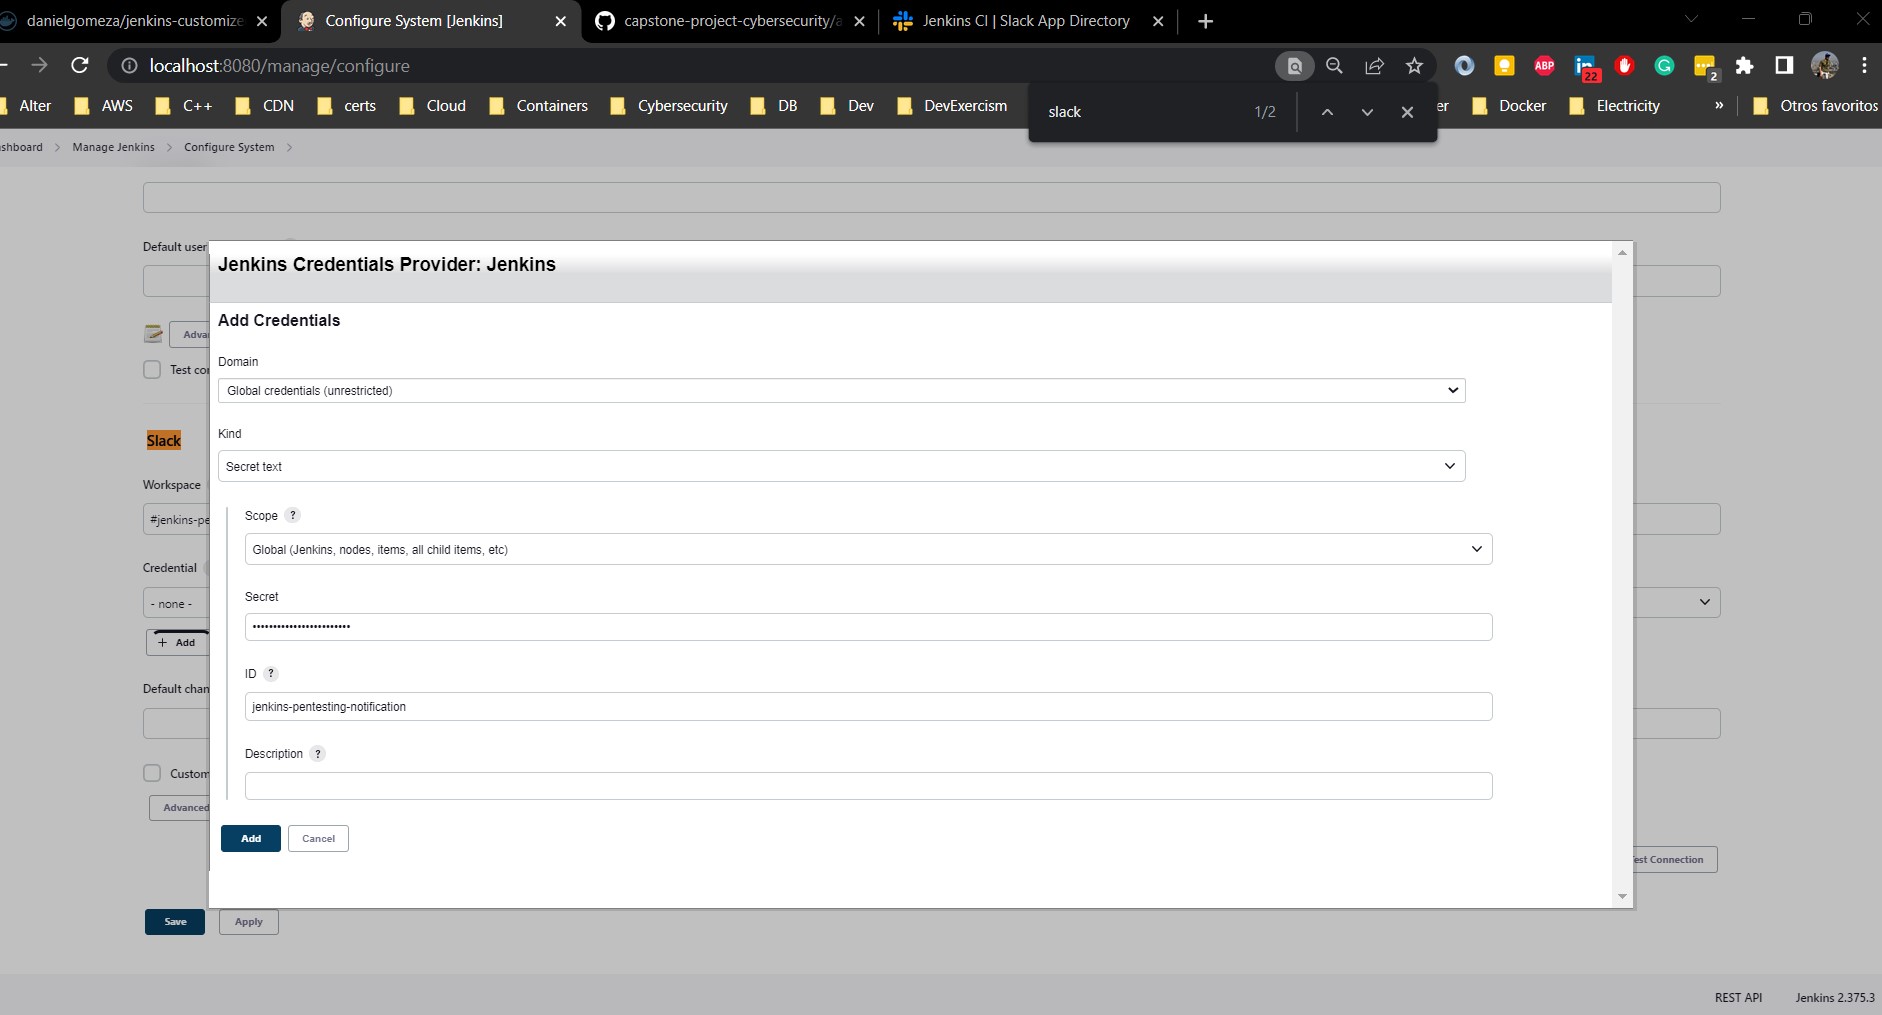 danielgomeza/jenkins-customize
Configure System [Jenkins]
capstone-project-cybersecurity/a
Jenkins CI | Slack App Directory
localhost:8080/manage/configure
ABP
22
2
Alter
AWS
C++
CDN
certs
Cloud
Containers
Cybersecurity
DB
Dev
DevExercism
slack
1/2
er
Docker
Electricity
»
Otros favoritos
shboard
Manage Jenkins
Configure System
Default user
Jenkins Credentials Provider: Jenkins
Add Credentials
Advan
Test co
Domain
Global credentials (unrestricted)
Slack
Kind
Secret text
Workspace
#jenkins-pe
Scope ?
Global (Jenkins, nodes, items, all child items, etc)
Credential
- none -
Secret
•••••••••••••••••••••••••
+ Add
ID ?
jenkins-pentesting-notification
Default chan
Description ?
Custom
Advanced
Add
Cancel
est Connection
Save
Apply
REST API
Jenkins 2.375.3